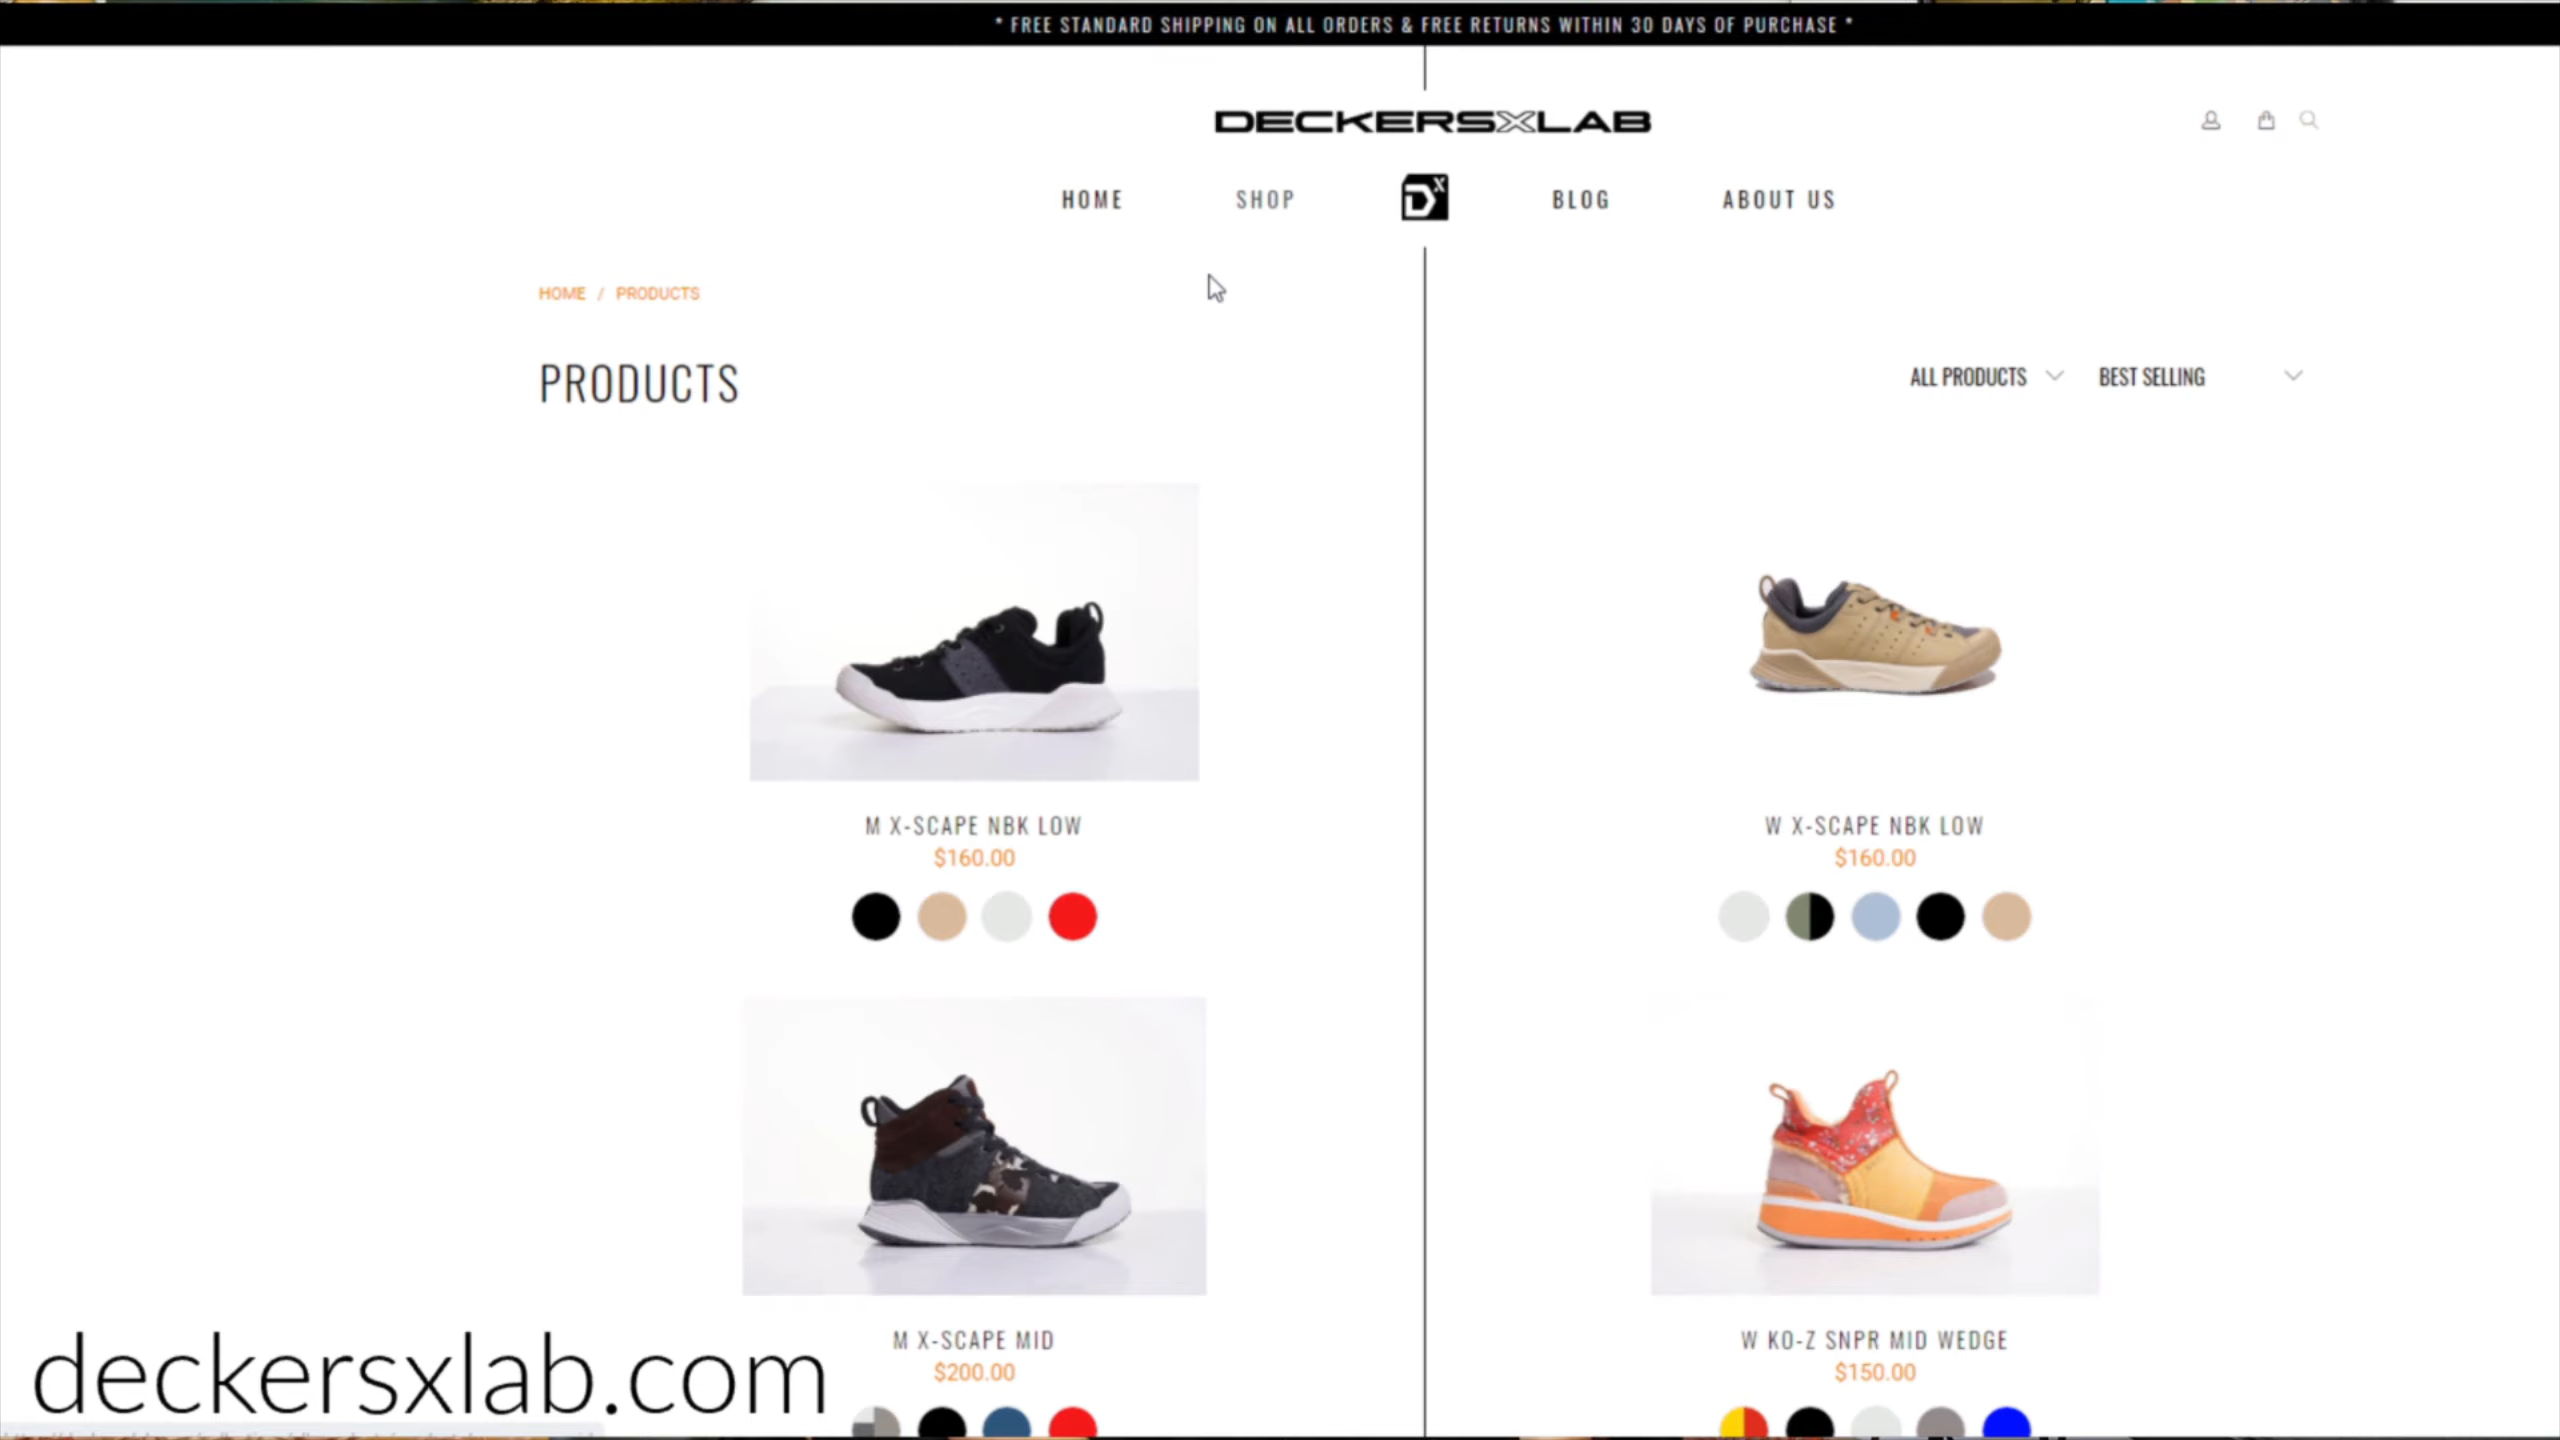 * FREE STANDARD SHIPPING ON ALL ORDERS & FREE RETURNS WITHIN 30 DAYS OF PURCHASE *
DECKERSXLAB
HOME SHOP DX BLOG ABOUT US
HOME / PRODUCTS
PRODUCTS
ALL PRODUCTS BEST SELLING
M X-SCAPE NBK LOW
$160.00
W X-SCAPE NBK LOW
$160.00
M X-SCAPE MID
$200.00
W KO-Z SNPR MID WEDGE
$150.00
deckersxlab.com